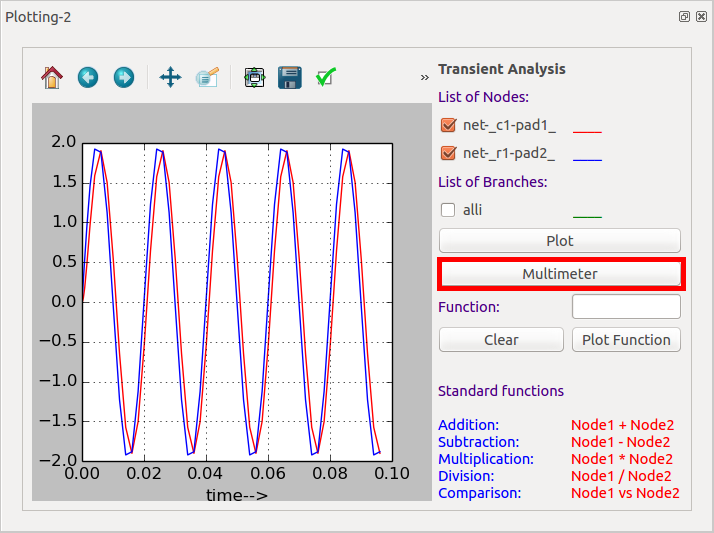 Plotting-2
»
Transient Analysis
List of Nodes:
net-_c1-pad1_
net-_r1-pad2_
List of Branches:
alli
Plot
Multimeter
Function:
Clear
Plot Function
Standard functions
Addition: Node1 + Node2
Subtraction: Node1 - Node2
Multiplication: Node1 * Node2
Division: Node1 / Node2
Comparison: Node1 vs Node2
2.0
1.5
1.0
0.5
0.0
−0.5
−1.0
−1.5
−2.0
0.00 0.02 0.04 0.06 0.08 0.10
time-->